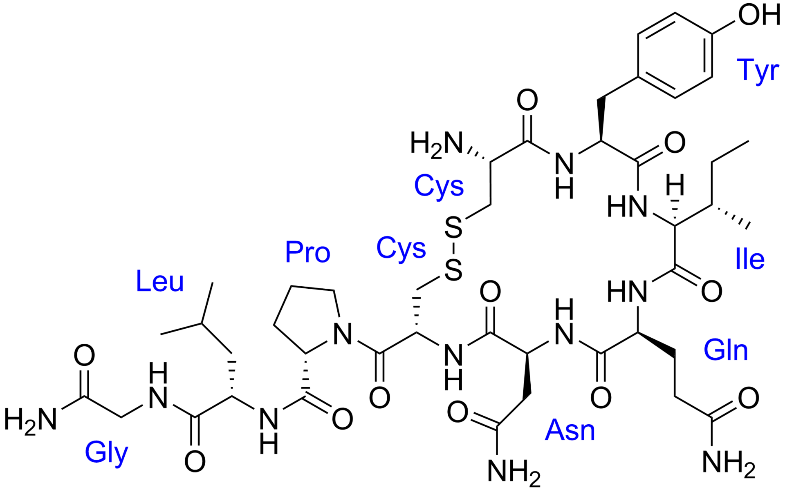 OH
Tyr
O
H₂N
O
N
H
H
HN
Cys
S
Cys
S
Ile
Pro
O
HN
O
H
N
Leu
N
Gln
O
H
N
O
N
H
O
O
H₂N
Gly
O
N
H
O
O
Asn
NH₂
O
NH₂